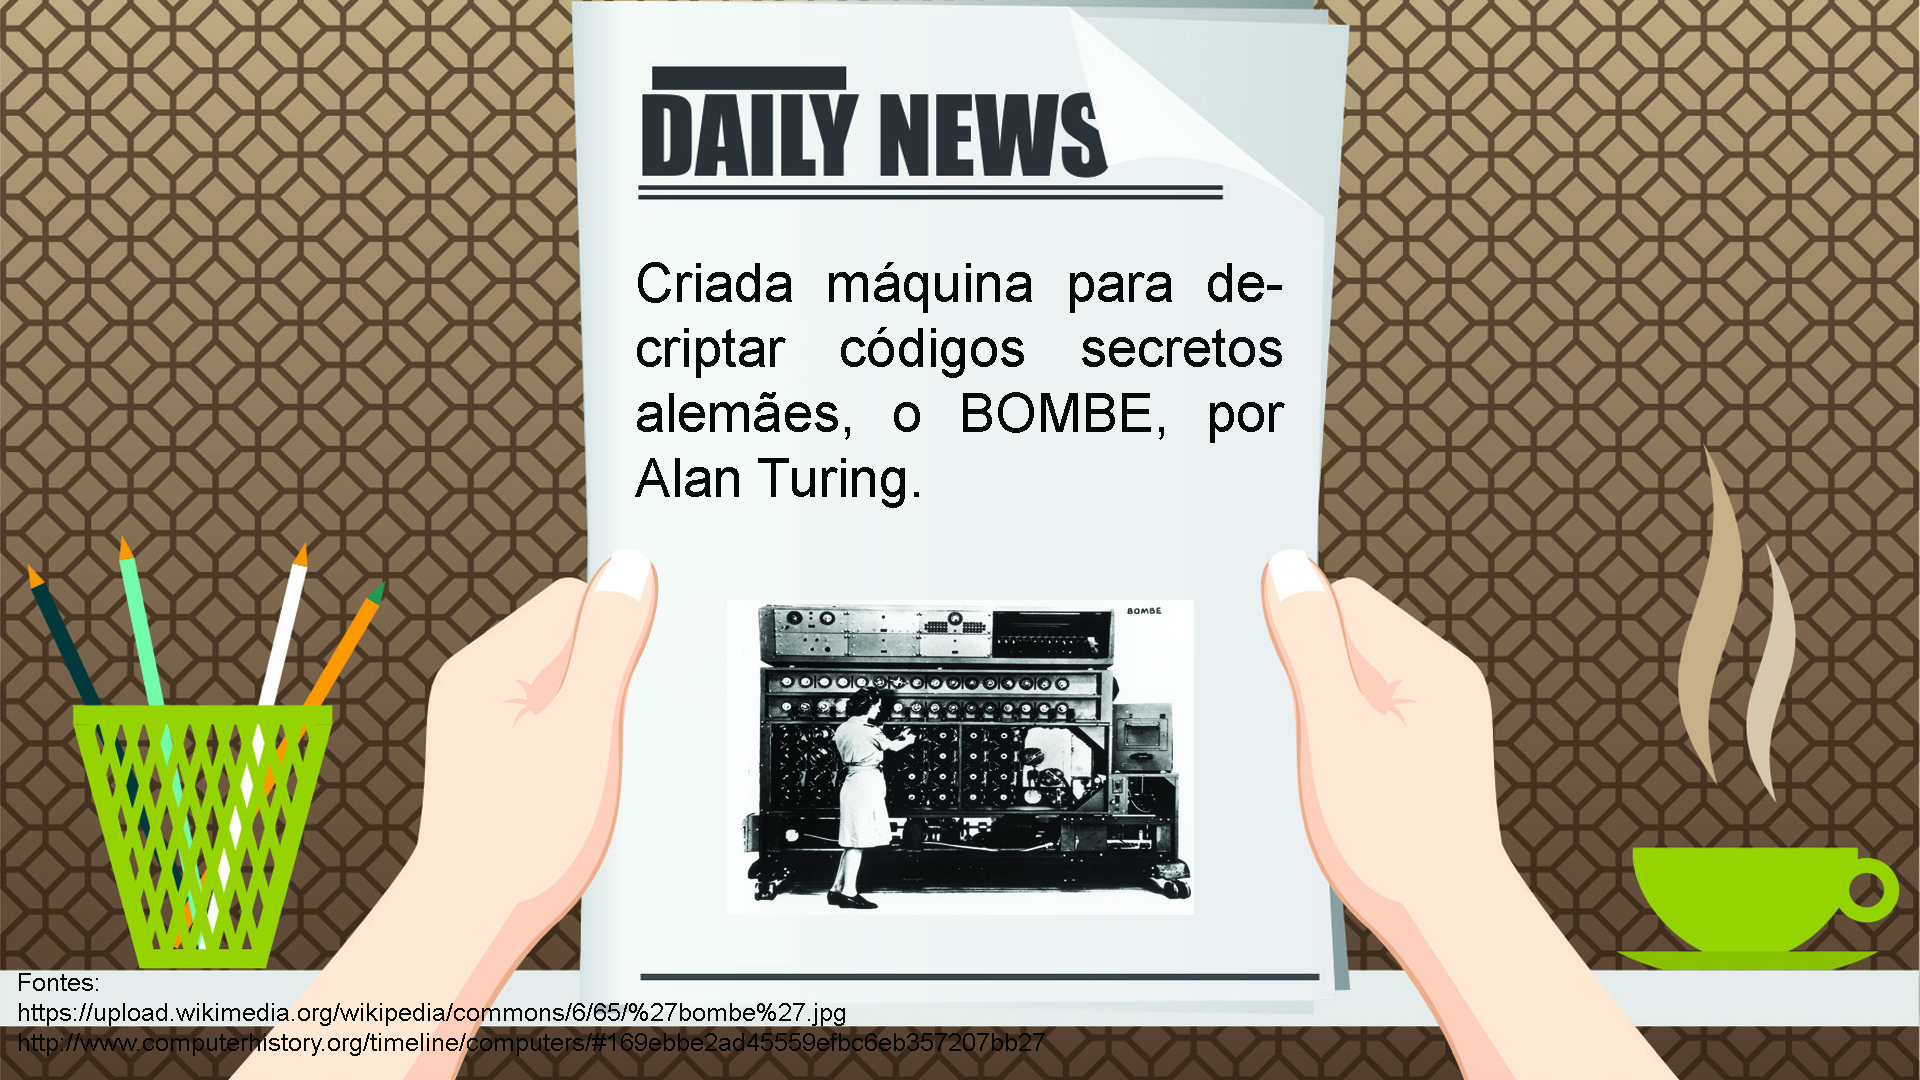 DAILY NEWS
Criada máquina para de-
criptar códigos secretos
alemães, o BOMBE, por
Alan Turing.
BOMBE
Fontes:
https://upload.wikimedia.org/wikipedia/commons/6/65/%27bombe%27.jpg
http://www.computerhistory.org/timeline/computers/#169ebbe2ad45559efbc6eb357207bb27